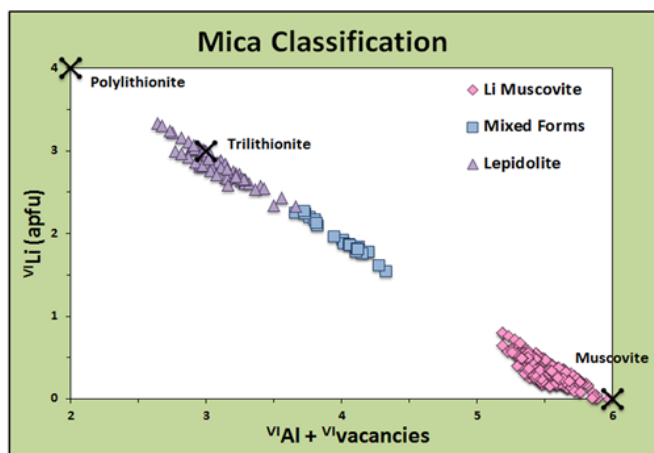 Mica Classification
4
Polylithionite
Li Muscovite
Mixed Forms
Lepidolite
3
Trilithionite
ⱽᴵLi (apfu)
2
1
Muscovite
0
2
3
4
5
6
ⱽᴵAl + ⱽᴵvacancies